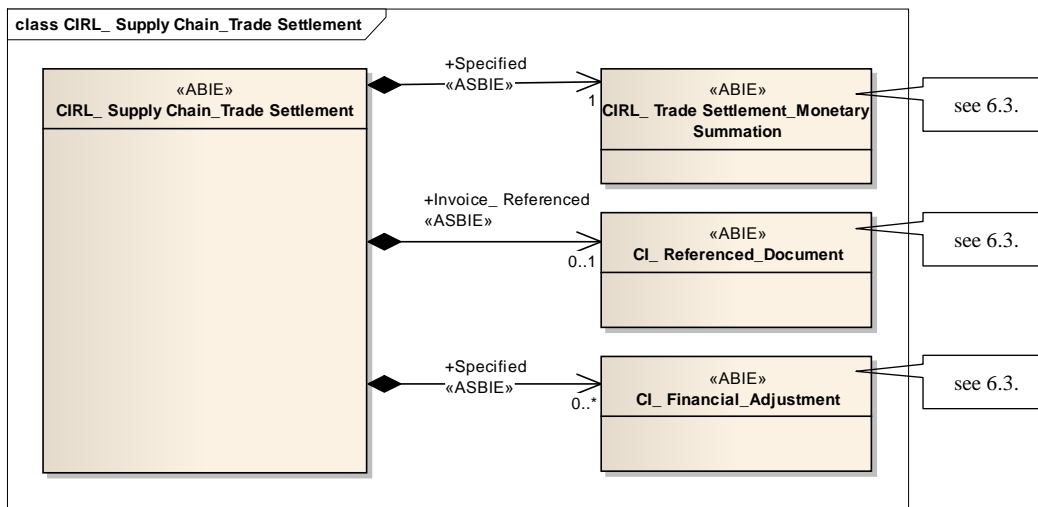 class CIRL_ Supply Chain_Trade Settlement
«ABIE»
CIRL_ Supply Chain_Trade Settlement
+Specified
«ASBIE»
1
«ABIE»
CIRL_ Trade Settlement_Monetary
Summation
see 6.3.
+Invoice_ Referenced
«ASBIE»
0..1
«ABIE»
CI_ Referenced_Document
see 6.3.
+Specified
«ASBIE»
0..*
«ABIE»
CI_ Financial_Adjustment
see 6.3.